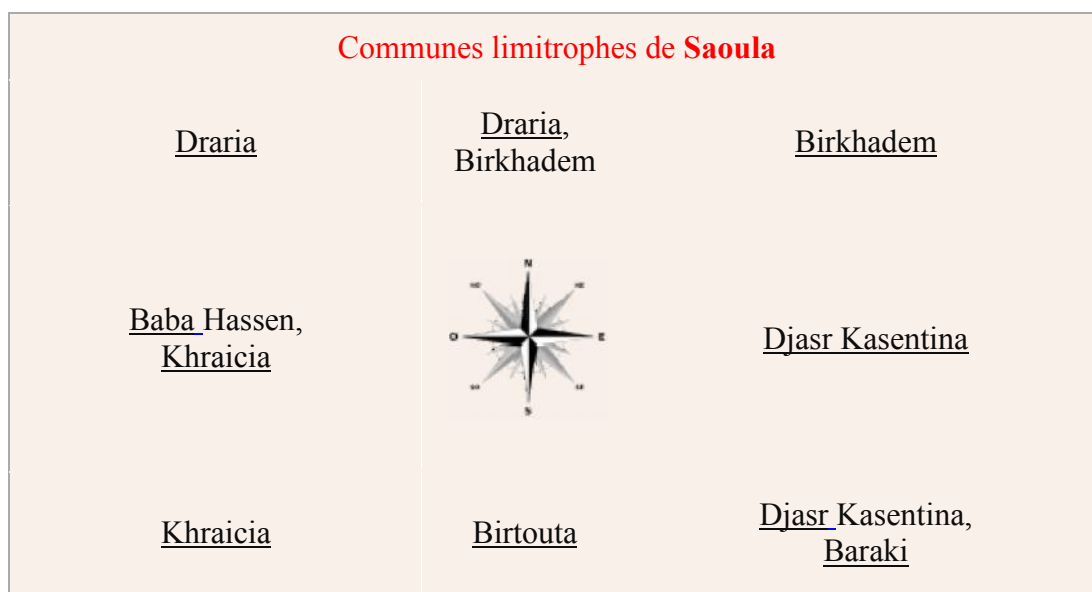 Communes limitrophes de Saoula
Draria
Draria,
Birkhadem
Birkhadem
Baba Hassen,
Khraicia
N
O
E
S
Djasr Kasentina
Khraicia
Birtouta
Djasr Kasentina,
Baraki